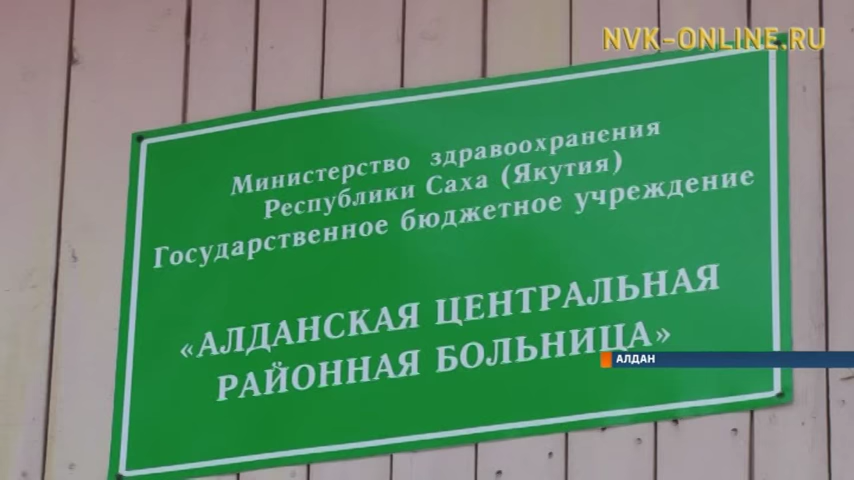 NVK-ONLINE.RU
Министерство здравоохранения
Республики Саха (Якутия)
Государственное бюджетное учреждение
«АЛДАНСКАЯ ЦЕНТРАЛЬНАЯ
РАЙОННАЯ БОЛЬНИЦА»
АЛДАН